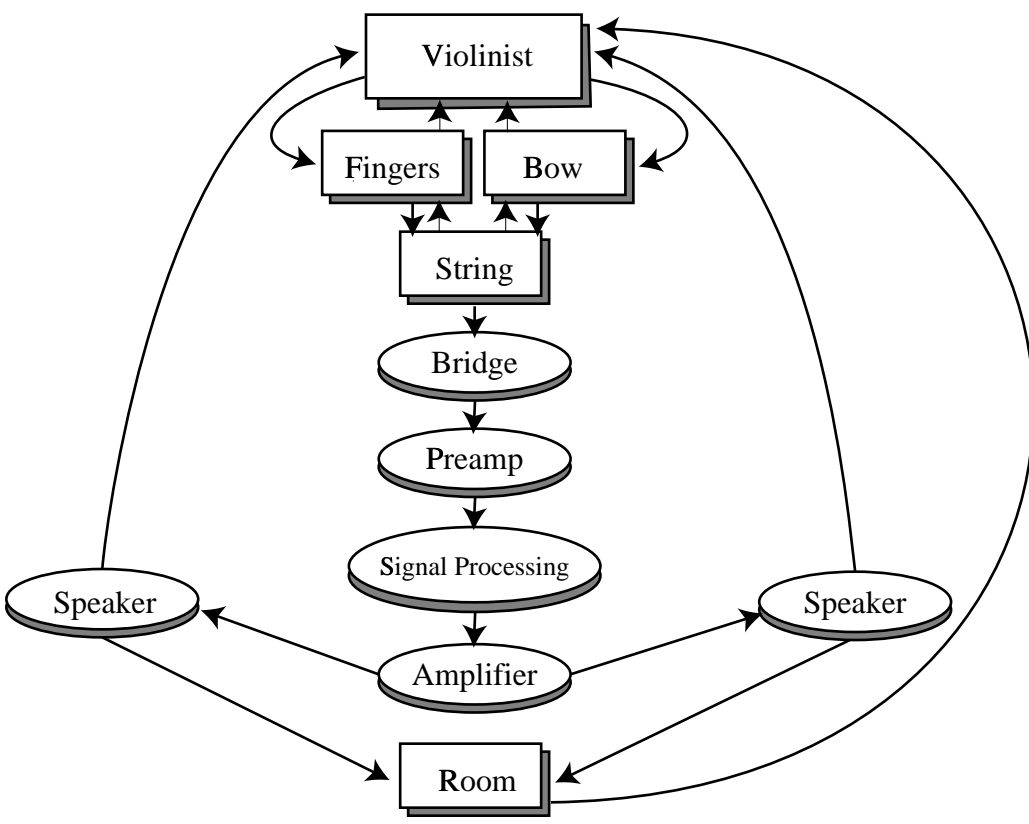 Violinist
Fingers
Bow
String
Bridge
Preamp
Signal Processing
Speaker
Speaker
Amplifier
Room